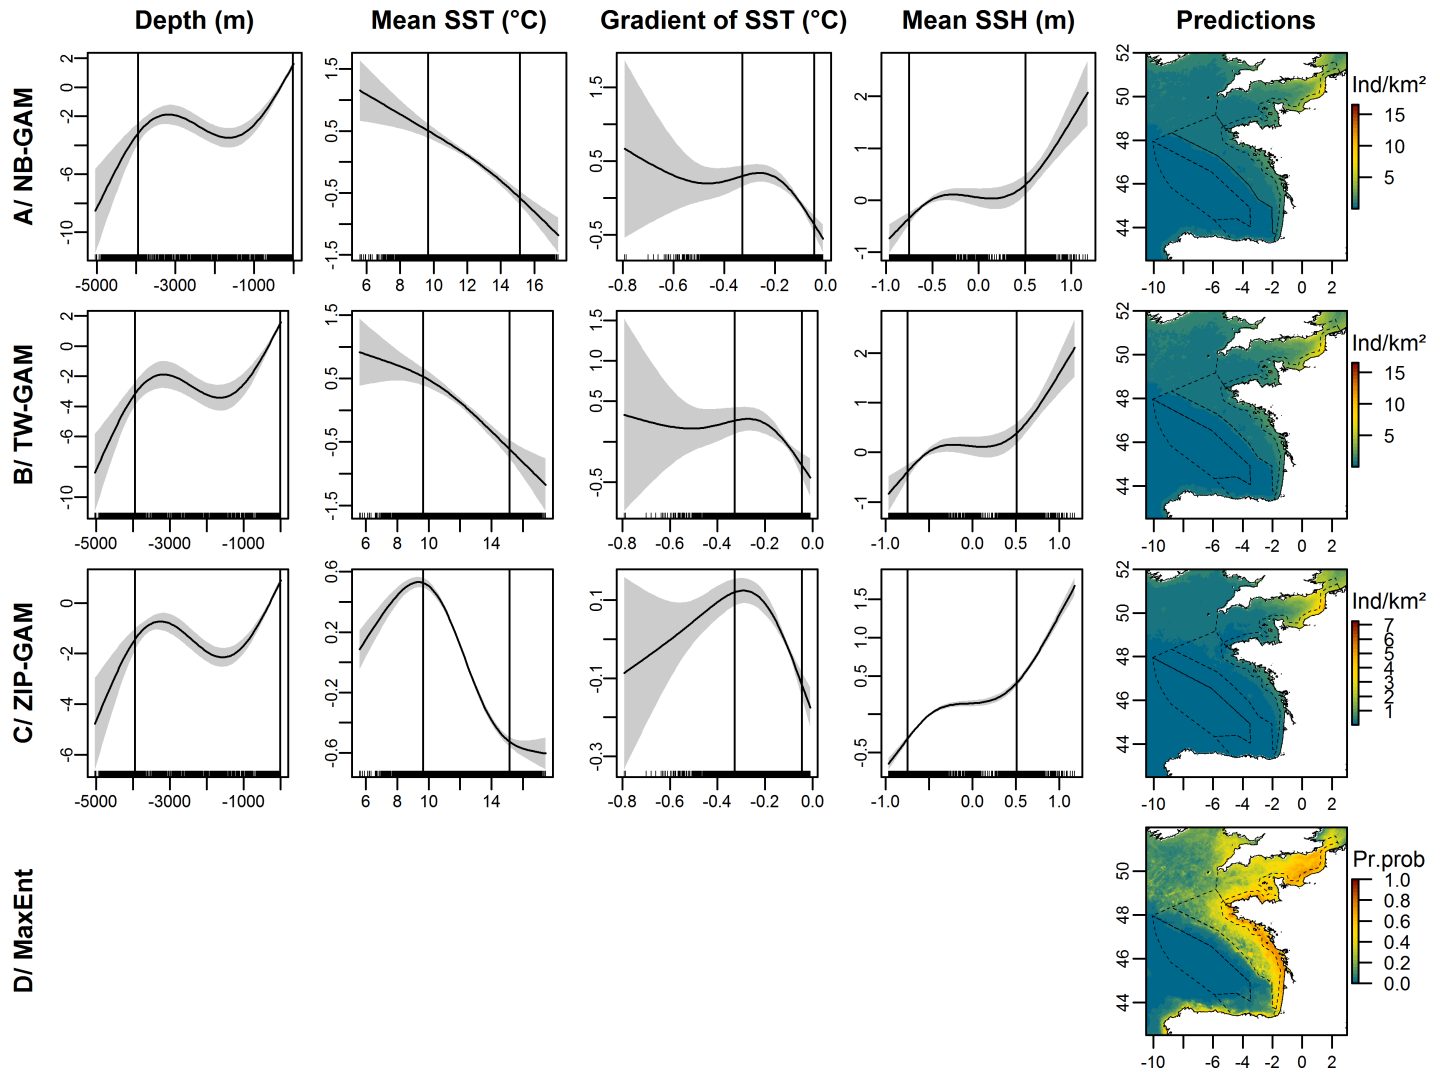 Depth (m) Mean SST (°C) Gradient of SST (°C) Mean SSH (m) Predictions
A/ NB-GAM
2 -2 -6 -10
-5000 -3000 -1000
1.5 0.5 -0.5 -1.5
6 8 10 12 14 16
1.5 0.5 -0.5
-0.8 -0.6 -0.4 -0.2 0.0
2 1 0 -1
-1.0 -0.5 0.0 0.5 1.0
52 50 48 46 44
-10 -6 -4 -2 0 2
Ind/km²
15
10
5
B/ TW-GAM
2 0 -2 -4 -6 -10
-5000 -3000 -1000
1.5 0.5 -0.5 -1.5
6 8 10 14
1.5 1.0 0.5 -0.5
-0.8 -0.6 -0.4 -0.2 0.0
2 1 0 -1
-1.0 0.0 0.5 1.0
52 50 48 46 44
-10 -6 -4 -2 0 2
Ind/km²
15
10
5
C/ ZIP-GAM
0 -2 -4 -6
-5000 -3000 -1000
0.6 0.2 -0.2 -0.6
6 8 10 14
0.1 -0.1 -0.3
-0.8 -0.6 -0.4 -0.2 0.0
1.5 1.0 0.5 -0.5
-1.0 0.0 0.5 1.0
52 50 48 46 44
-10 -6 -4 -2 0 2
Ind/km²
7
6
5
4
3
2
1
D/ MaxEnt
50 48 46 44
-10 -6 -4 -2 0 2
Pr.prob
1.0
0.8
0.6
0.4
0.2
0.0